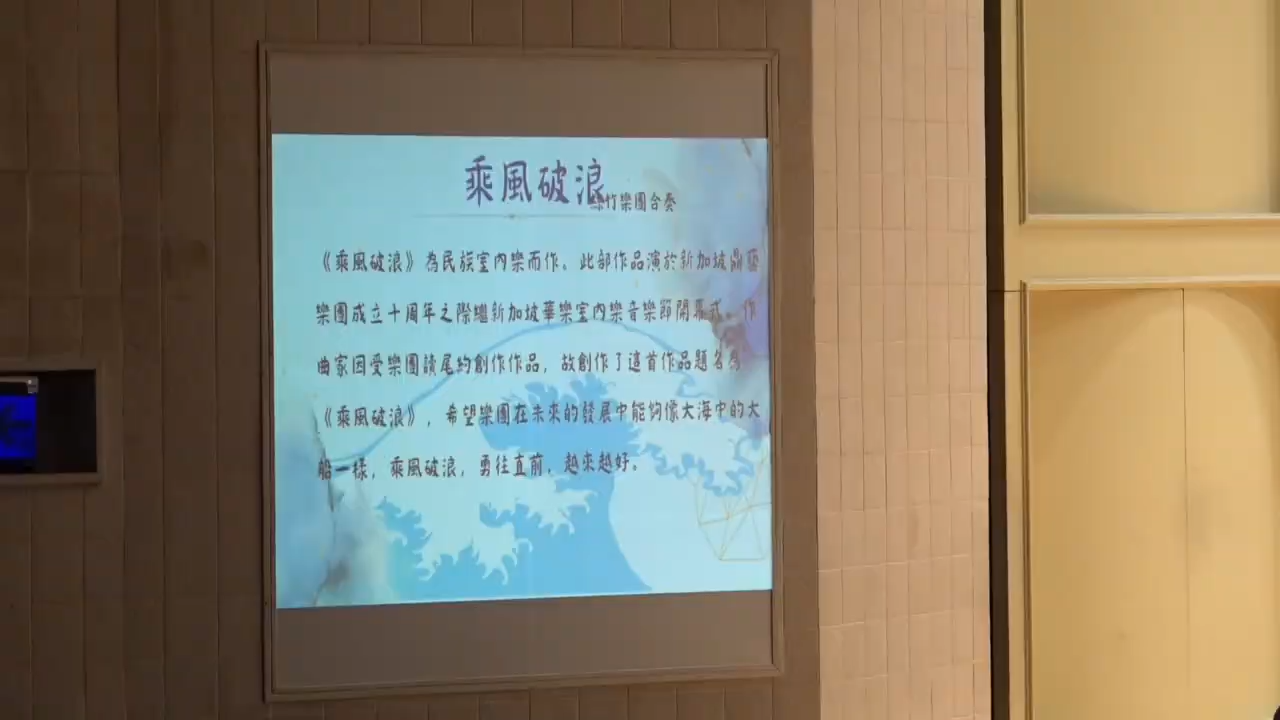 乘風破浪
絲竹樂團合奏
《乘風破浪》為民族室內樂而作。此部作品演於新加坡鼎藝
樂團成立十周年之際繼新加坡華樂室內樂音樂節開幕式。作
曲家因受樂團讀尾約創作作品，故創作了這首作品題名為
《乘風破浪》，希望樂團在未來的發展中能夠像大海中的大
船一樣，乘風破浪，勇往直前，越來越好。